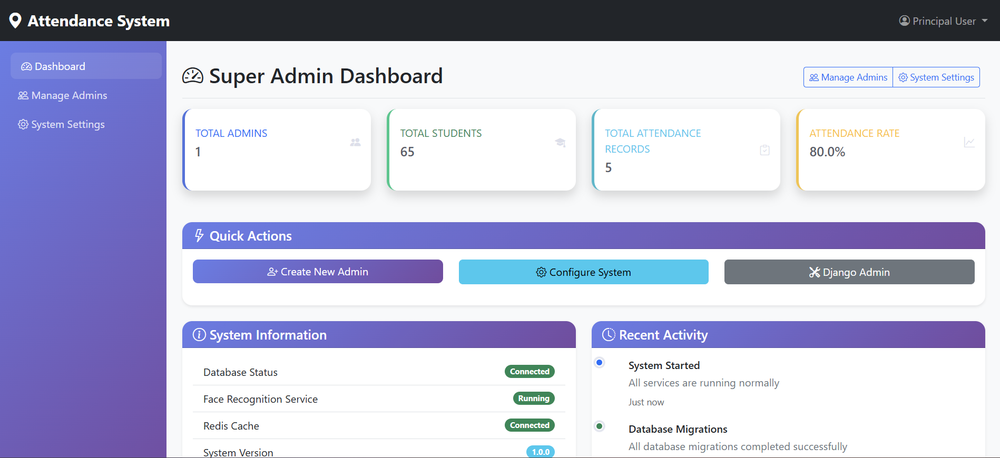 Attendance System
Principal User
Dashboard
Manage Admins
System Settings
Super Admin Dashboard
Manage Admins
System Settings
TOTAL ADMINS
1
TOTAL STUDENTS
65
TOTAL ATTENDANCE
RECORDS
5
ATTENDANCE RATE
80.0%
Quick Actions
Create New Admin
Configure System
Django Admin
System Information
Database Status
Connected
Face Recognition Service
Running
Redis Cache
Connected
System Version
1.0.0
Recent Activity
System Started
All services are running normally
Just now
Database Migrations
All database migrations completed successfully